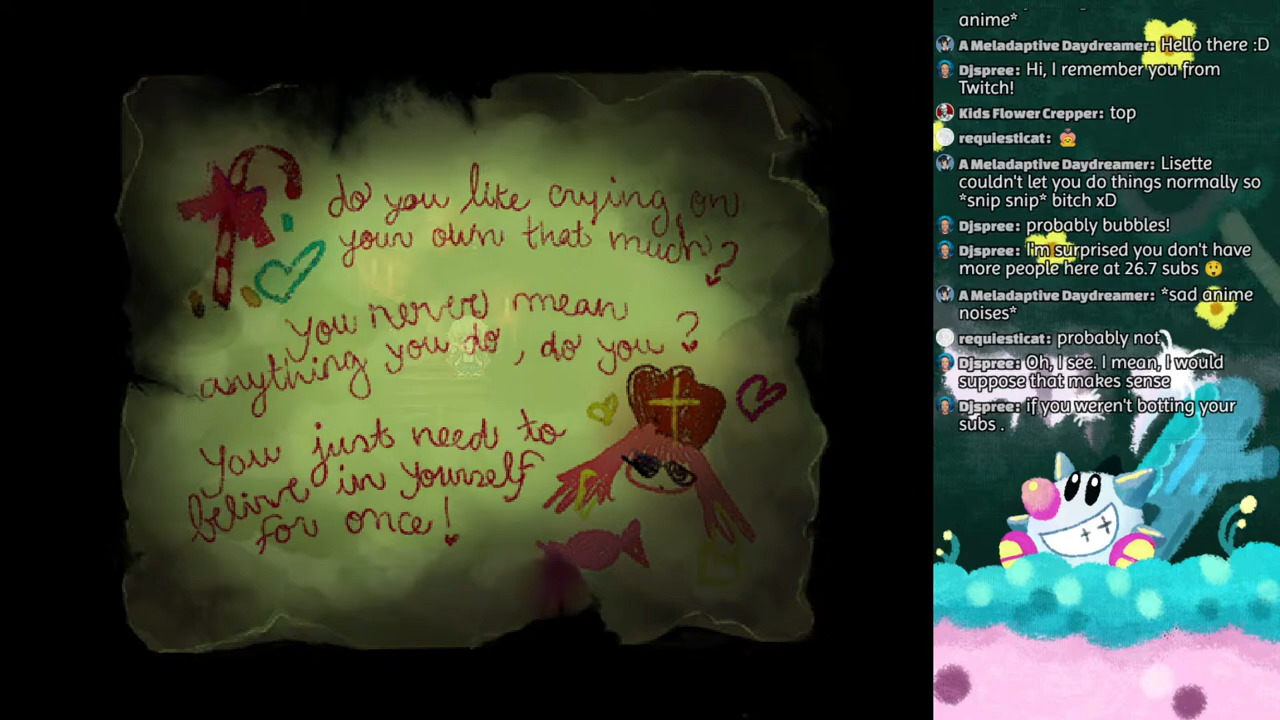 do you like crying on
your own that much?
You never mean
anything you do, do you?
You just need to
belive in yourself
for once!
anime*
A Meladaptive Daydreamer: Hello there :D
Djspree: Hi, I remember you from
Twitch!
Kids Flower Crepper: top
requiesticat:
A Meladaptive Daydreamer: Lisette
couldn't let you do things normally so
*snip snip* bitch xD
Djspree: probably bubbles!
Djspree: I'm surprised you don't have
more people here at 26.7 subs
A Meladaptive Daydreamer: *sad anime
noises*
requiesticat: probably not
Djspree: Oh, I see. I mean, I would
suppose that makes sense
Djspree: if you weren't botting your
subs .